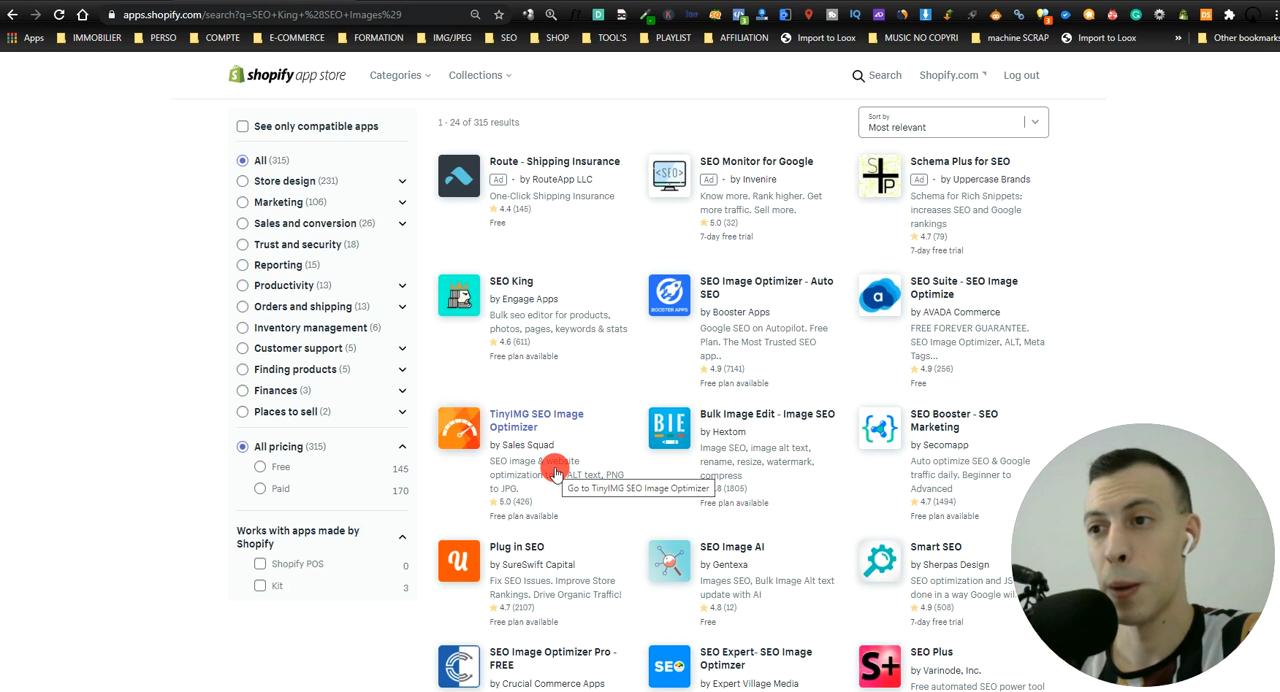 apps.shopify.com/search?q=SEO+King+%28SEO+Images%29
Apps IMMOBILIER PERSO COMPTE E-COMMERCE FORMATION IMG/JPEG SEO SHOP TOOL'S PLAYLIST AFFILIATION Import to Loox MUSIC NO COPYRI machine SCRAP Import to Loox » Other bookmarks
shopify app store Categories Collections Search Shopify.com Log out
See only compatible apps
All (315)
Store design (231)
Marketing (106)
Sales and conversion (26)
Trust and security (18)
Reporting (15)
Productivity (13)
Orders and shipping (13)
Inventory management (6)
Customer support (5)
Finding products (5)
Finances (3)
Places to sell (2)
All pricing (315)
Free 145
Paid 170
Works with apps made by
Shopify
Shopify POS 0
Kit 3
1 - 24 of 315 results
Sort by
Most relevant
Route - Shipping Insurance
Ad · by RouteApp LLC
One-Click Shipping Insurance
4.4 (145)
Free
<SEO>
SEO Monitor for Google
Ad · by Invenire
Know more. Rank higher. Get
more traffic. Sell more.
5.0 (32)
7-day free trial
S
P
Schema Plus for SEO
Ad · by Uppercase Brands
Schema for Rich Snippets:
increases SEO and Google
rankings
4.7 (79)
7-day free trial
SEO King
by Engage Apps
Bulk seo editor for products,
photos, pages, keywords & stats
4.6 (611)
Free plan available
BOOSTER APPS
SEO Image Optimizer - Auto
SEO
by Booster Apps
Google SEO on Autopilot. Free
Plan. The Most Trusted SEO
app..
4.9 (7141)
Free plan available
a
SEO Suite - SEO Image
Optimize
by AVADA Commerce
FREE FOREVER GUARANTEE.
SEO Image Optimizer, ALT, Meta
Tags...
4.9 (256)
Free
TinyIMG SEO Image
Optimizer
by Sales Squad
SEO image & website
optimization ALT text, PNG
to JPG.
5.0 (426)
Free plan available
Go to TinyIMG SEO Image Optimizer
BIE
Bulk Image Edit - Image SEO
by Hextom
Image SEO, image alt text,
rename, resize, watermark,
compress
.8 (1805)
Free plan available
SEO Booster - SEO
Marketing
by Secomapp
Auto optimize SEO & Google
traffic daily. Beginner to
Advanced
4.7 (1494)
Free plan available
Plug in SEO
by SureSwift Capital
Fix SEO Issues. Improve Store
Rankings. Drive Organic Traffic!
4.7 (2107)
Free plan available
SEO Image AI
by Gentexa
Images SEO, Bulk Image Alt text
update with AI
4.8 (12)
Free
Smart SEO
by Sherpas Design
SEO optimization and JS
done in a way Google wil
4.9 (508)
7-day free trial
SEO Image Optimizer Pro -
FREE
by Crucial Commerce Apps
SEO
SEO Expert- SEO Image
Optimzer
by Expert Village Media
S+
SEO Plus
by Varinode, Inc.
Free automated SEO power tool